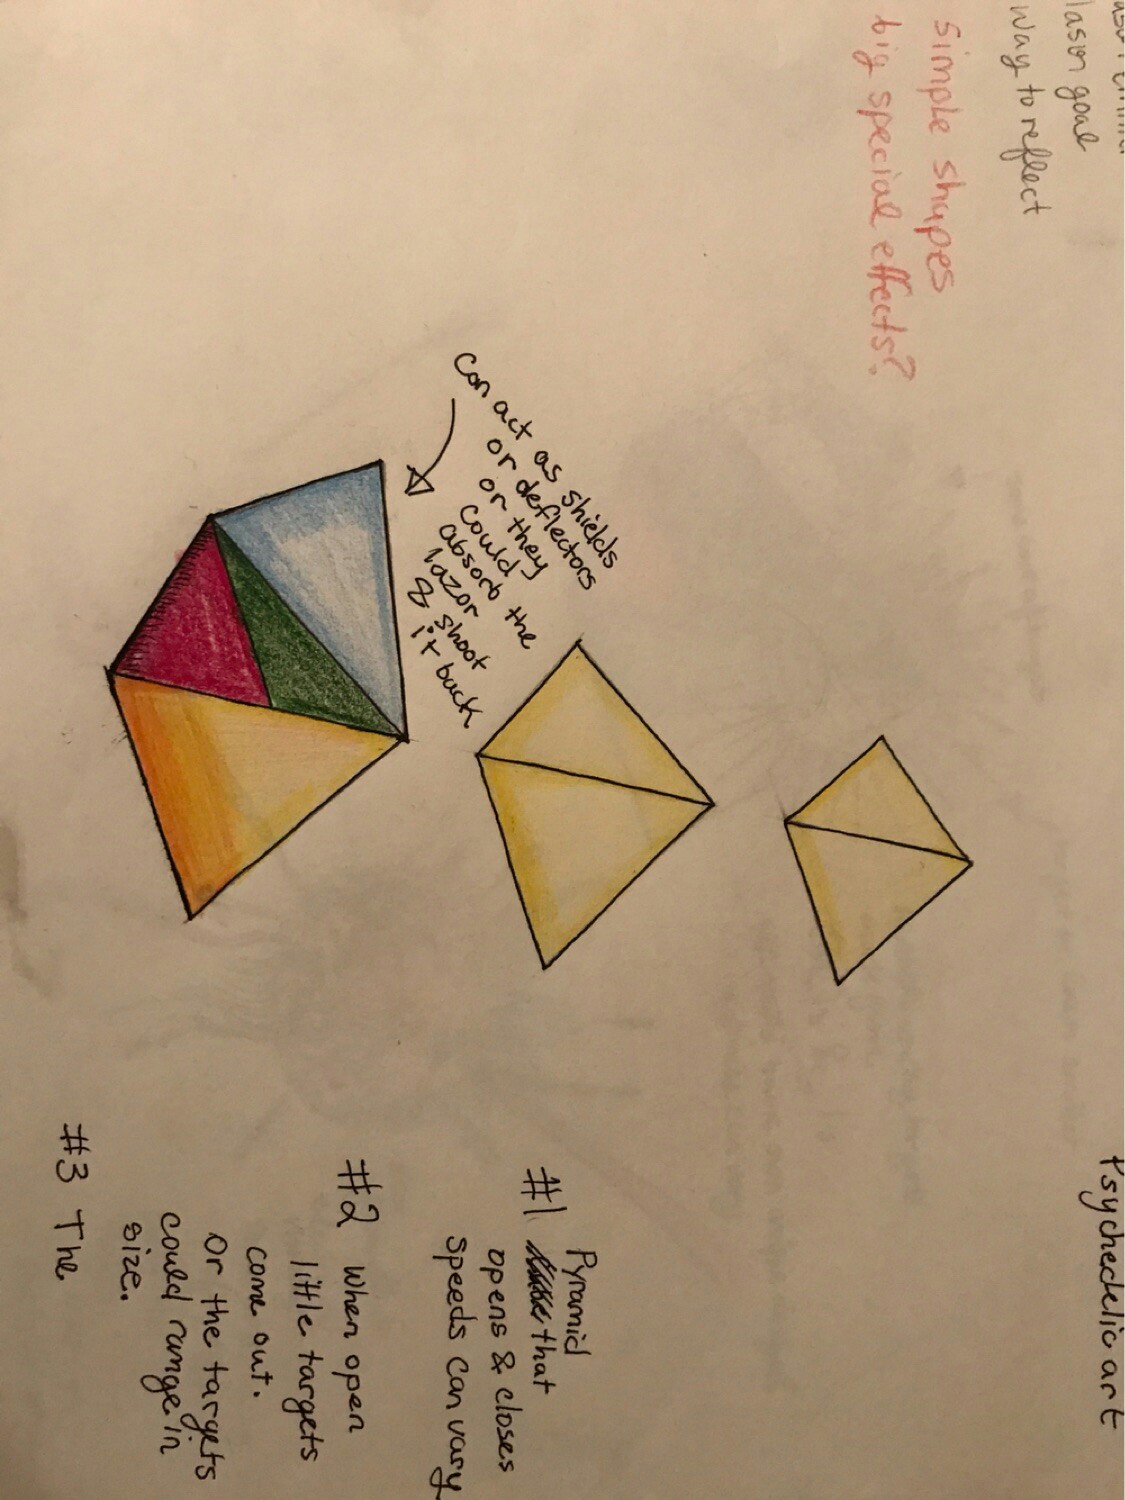 lason goal
way to reflect
Simple shapes
big special effects?
Psychedelic art
Can act as shields
or deflectors
or they
could
absorb the
lazor
& shoot
it back
Pyramid
#1 that
opens & closes
speeds can vary
#2 When open
little targets
come out.
Or the targets
could range in
size.
#3 The